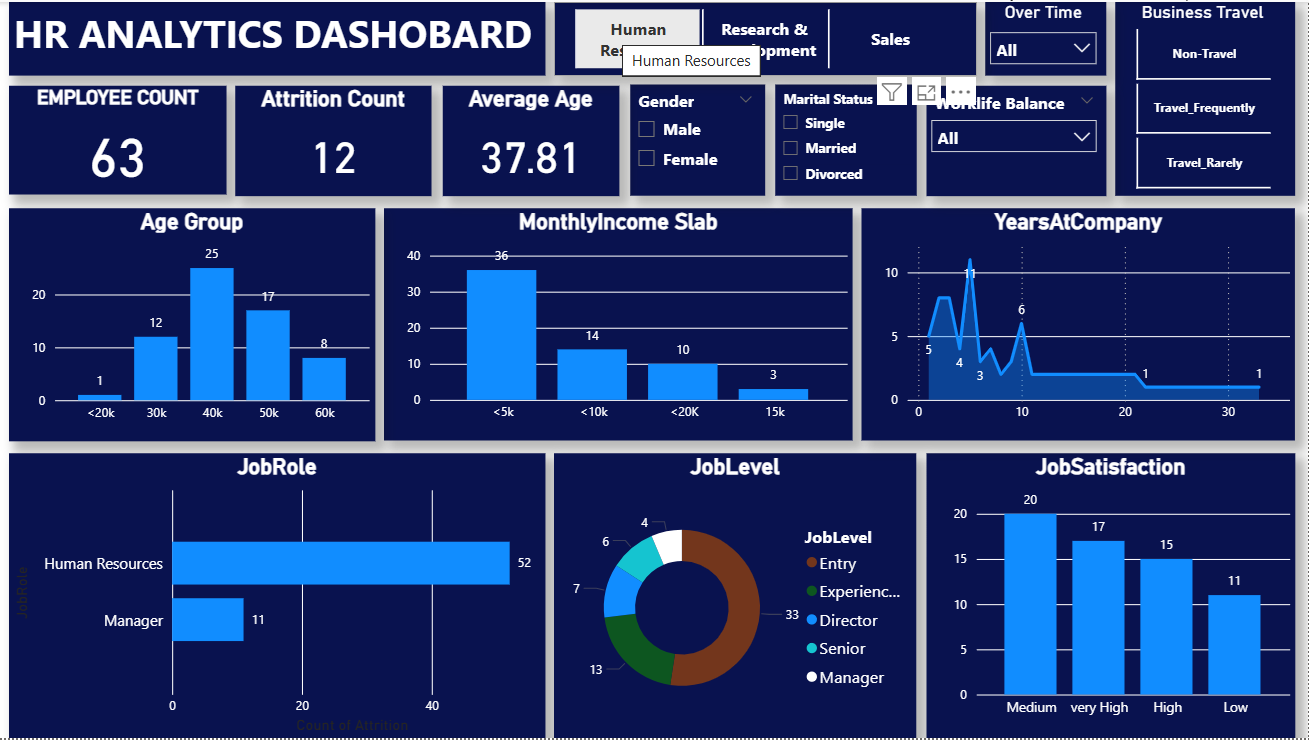 HR ANALYTICS DASHOBARD
Human
Res
Research &
opment
Sales
Human Resources
Over Time
All
Business Travel
Non-Travel
Travel_Frequently
Travel_Rarely
EMPLOYEE COUNT
63
Attrition Count
12
Average Age
37.81
Gender
Male
Female
Marital Status
Single
Married
Divorced
Worklife Balance
All
Age Group
20
10
0
1
12
25
17
8
<20k
30k
40k
50k
60k
MonthlyIncome Slab
40
30
20
10
0
36
14
10
3
<5k
<10k
<20K
15k
YearsAtCompany
10
5
0
5
4
11
3
6
1
1
0
10
20
30
JobRole
JobRole
Human Resources
52
Manager
11
0
20
40
Count of Attrition
JobLevel
4
6
7
13
33
JobLevel
Entry
Experienc...
Director
Senior
Manager
JobSatisfaction
20
15
10
5
0
20
17
15
11
Medium
very High
High
Low